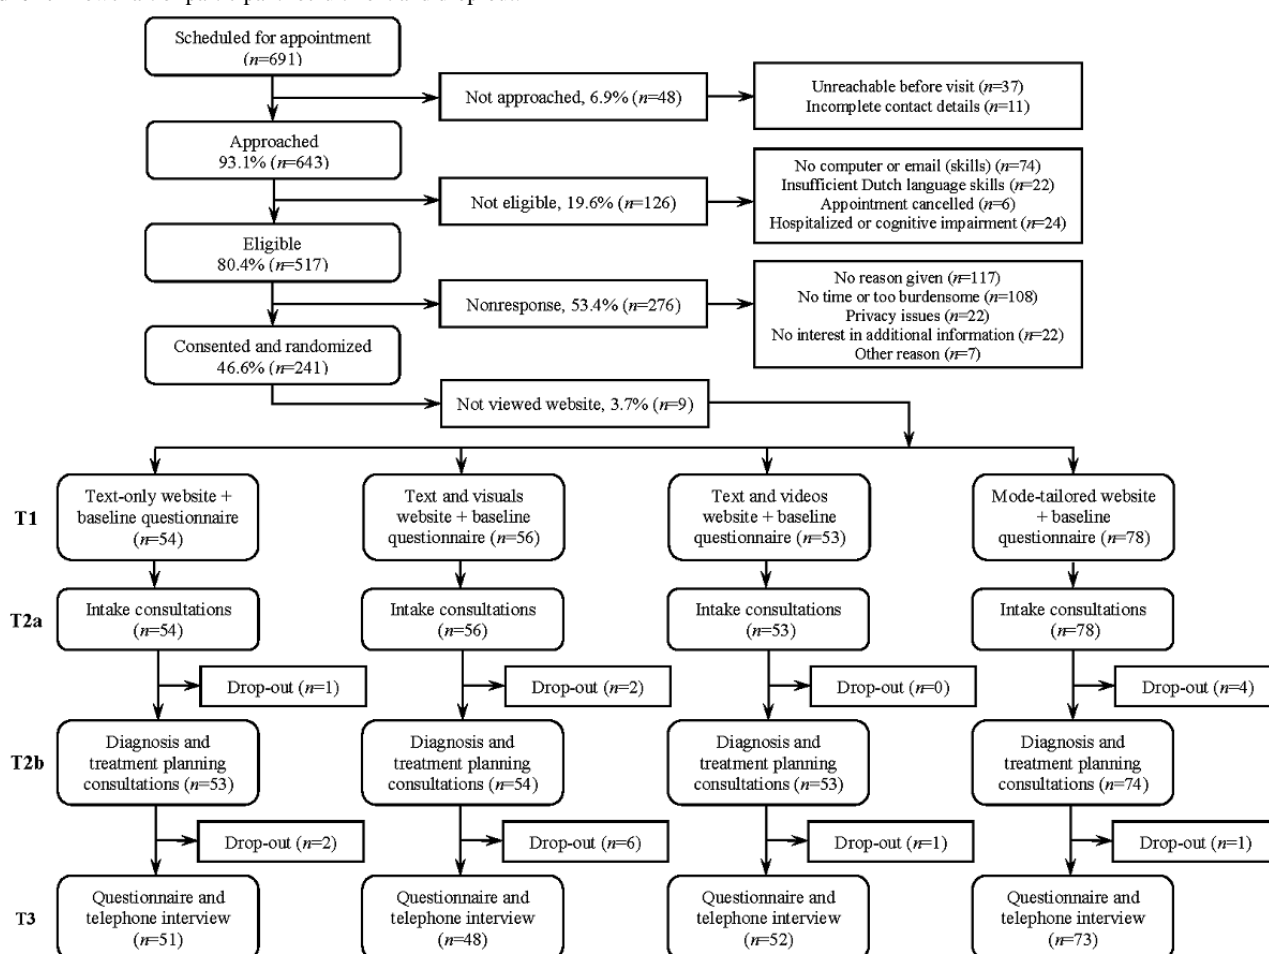 Scheduled for appointment
(n=691)
Not approached, 6.9% (n=48)
Unreachable before visit (n=37)
Incomplete contact details (n=11)
Approached
93.1% (n=643)
Not eligible, 19.6% (n=126)
No computer or email (skills) (n=74)
Insufficient Dutch language skills (n=22)
Appointment cancelled (n=6)
Hospitalized or cognitive impairment (n=24)
Eligible
80.4% (n=517)
Nonresponse, 53.4% (n=276)
No reason given (n=117)
No time or too burdensome (n=108)
Privacy issues (n=22)
No interest in additional information (n=22)
Other reason (n=7)
Consented and randomized
46.6% (n=241)
Not viewed website, 3.7% (n=9)
T1
Text-only website +
baseline questionnaire
(n=54)
Text and visuals
website + baseline
questionnaire (n=56)
Text and videos
website + baseline
questionnaire (n=53)
Mode-tailored website
+ baseline
questionnaire (n=78)
T2a
Intake consultations
(n=54)
Intake consultations
(n=56)
Intake consultations
(n=53)
Intake consultations
(n=78)
Drop-out (n=1)
Drop-out (n=2)
Drop-out (n=0)
Drop-out (n=4)
T2b
Diagnosis and
treatment planning
consultations (n=53)
Diagnosis and
treatment planning
consultations (n=54)
Diagnosis and
treatment planning
consultations (n=53)
Diagnosis and
treatment planning
consultations (n=74)
Drop-out (n=2)
Drop-out (n=6)
Drop-out (n=1)
Drop-out (n=1)
T3
Questionnaire and
telephone interview
(n=51)
Questionnaire and
telephone interview
(n=48)
Questionnaire and
telephone interview
(n=52)
Questionnaire and
telephone interview
(n=73)